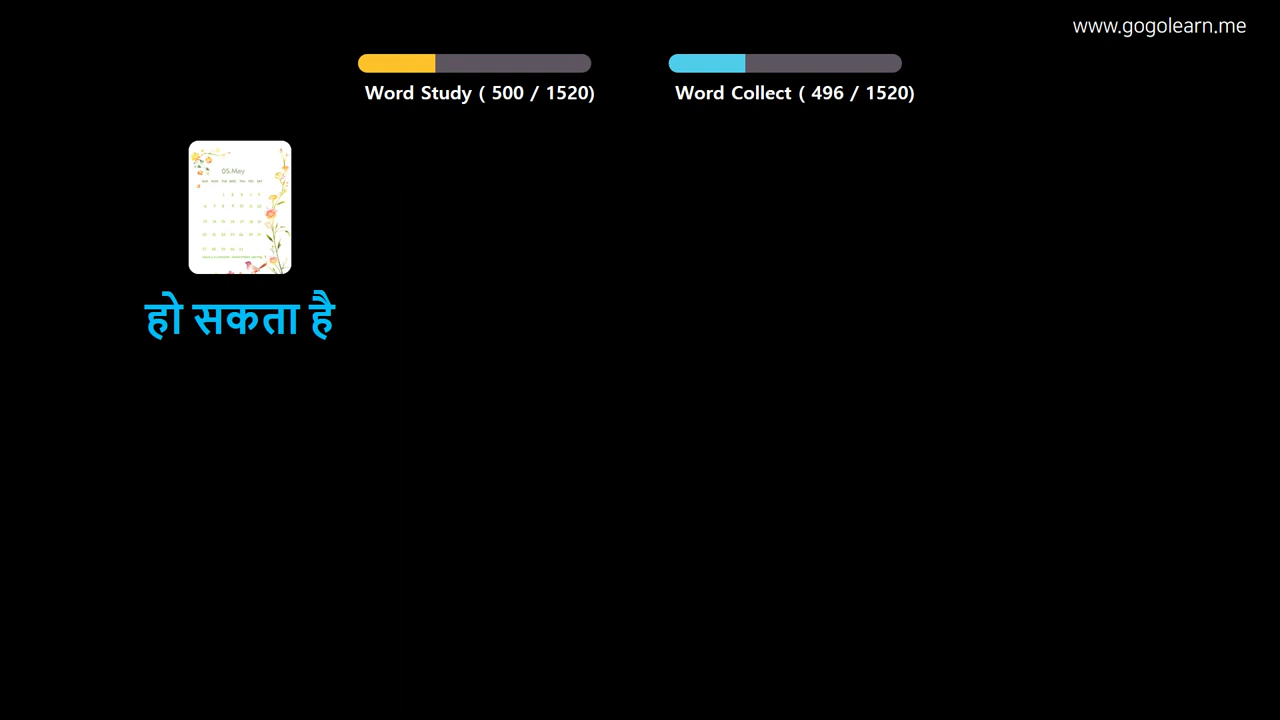 www.gogolearn.me
Word Study ( 500 / 1520)
Word Collect ( 496 / 1520)
05.May
हो सकता है